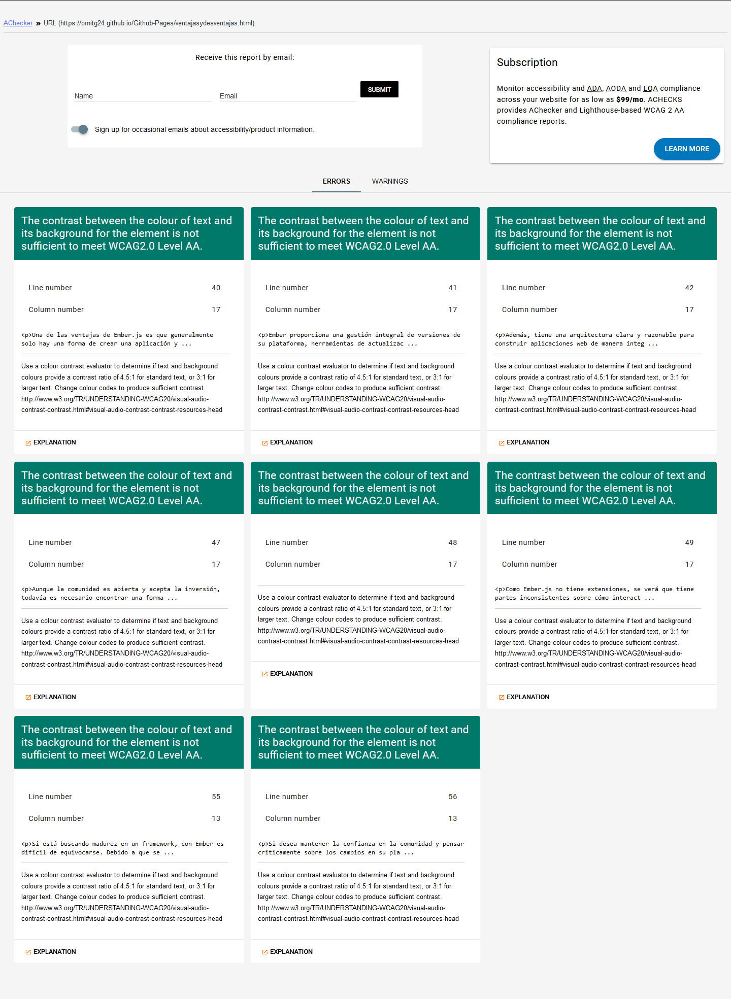 AChecker » URL (https://omitg24.github.io/Github-Pages/ventajasydesventajas.html)
Receive this report by email:
Name
Email
SUBMIT
Sign up for occasional emails about accessibility/product information.
Subscription
Monitor accessibility and ADA, AODA and EQA compliance
across your website for as low as $99/mo. ACHECKS
provides AChecker and Lighthouse-based WCAG 2 AA
compliance reports.
LEARN MORE
ERRORS
WARNINGS
The contrast between the colour of text and
its background for the element is not
sufficient to meet WCAG2.0 Level AA.
Line number 40
Column number 17
<p>Una de las ventajas de Ember.js es que generalmente
solo hay una forma de crear una aplicación y ...
Use a colour contrast evaluator to determine if text and background
colours provide a contrast ratio of 4.5:1 for standard text, or 3:1 for
larger text. Change colour codes to produce sufficient contrast.
http://www.w3.org/TR/UNDERSTANDING-WCAG20/visual-audio-
contrast-contrast.html#visual-audio-contrast-contrast-resources-head
EXPLANATION
The contrast between the colour of text and
its background for the element is not
sufficient to meet WCAG2.0 Level AA.
Line number 41
Column number 17
<p>Ember proporciona una gestión integral de versiones de
su plataforma, herramientas de actualizac ...
Use a colour contrast evaluator to determine if text and background
colours provide a contrast ratio of 4.5:1 for standard text, or 3:1 for
larger text. Change colour codes to produce sufficient contrast.
http://www.w3.org/TR/UNDERSTANDING-WCAG20/visual-audio-
contrast-contrast.html#visual-audio-contrast-contrast-resources-head
EXPLANATION
The contrast between the colour of text and
its background for the element is not
sufficient to meet WCAG2.0 Level AA.
Line number 42
Column number 17
<p>Además, tiene una arquitectura clara y razonable para
construir aplicaciones web de manera integ ...
Use a colour contrast evaluator to determine if text and background
colours provide a contrast ratio of 4.5:1 for standard text, or 3:1 for
larger text. Change colour codes to produce sufficient contrast.
http://www.w3.org/TR/UNDERSTANDING-WCAG20/visual-audio-
contrast-contrast.html#visual-audio-contrast-contrast-resources-head
EXPLANATION
The contrast between the colour of text and
its background for the element is not
sufficient to meet WCAG2.0 Level AA.
Line number 47
Column number 17
<p>Aunque la comunidad es abierta y acepta la inversión,
todavía es necesario encontrar una forma ...
Use a colour contrast evaluator to determine if text and background
colours provide a contrast ratio of 4.5:1 for standard text, or 3:1 for
larger text. Change colour codes to produce sufficient contrast.
http://www.w3.org/TR/UNDERSTANDING-WCAG20/visual-audio-
contrast-contrast.html#visual-audio-contrast-contrast-resources-head
EXPLANATION
The contrast between the colour of text and
its background for the element is not
sufficient to meet WCAG2.0 Level AA.
Line number 48
Column number 17
Use a colour contrast evaluator to determine if text and background
colours provide a contrast ratio of 4.5:1 for standard text, or 3:1 for
larger text. Change colour codes to produce sufficient contrast.
http://www.w3.org/TR/UNDERSTANDING-WCAG20/visual-audio-
contrast-contrast.html#visual-audio-contrast-contrast-resources-head
EXPLANATION
The contrast between the colour of text and
its background for the element is not
sufficient to meet WCAG2.0 Level AA.
Line number 49
Column number 17
<p>Como Ember.js no tiene extensiones, se verá que tiene
partes inconsistentes sobre cómo interact ...
Use a colour contrast evaluator to determine if text and background
colours provide a contrast ratio of 4.5:1 for standard text, or 3:1 for
larger text. Change colour codes to produce sufficient contrast.
http://www.w3.org/TR/UNDERSTANDING-WCAG20/visual-audio-
contrast-contrast.html#visual-audio-contrast-contrast-resources-head
EXPLANATION
The contrast between the colour of text and
its background for the element is not
sufficient to meet WCAG2.0 Level AA.
Line number 55
Column number 13
<p>Si está buscando madurez en un framework, con Ember es
difícil de equivocarse. Debido a que se ...
Use a colour contrast evaluator to determine if text and background
colours provide a contrast ratio of 4.5:1 for standard text, or 3:1 for
larger text. Change colour codes to produce sufficient contrast.
http://www.w3.org/TR/UNDERSTANDING-WCAG20/visual-audio-
contrast-contrast.html#visual-audio-contrast-contrast-resources-head
EXPLANATION
The contrast between the colour of text and
its background for the element is not
sufficient to meet WCAG2.0 Level AA.
Line number 56
Column number 13
<p>Si desea mantener la confianza en la comunidad y pensar
críticamente sobre los cambios en su pla ...
Use a colour contrast evaluator to determine if text and background
colours provide a contrast ratio of 4.5:1 for standard text, or 3:1 for
larger text. Change colour codes to produce sufficient contrast.
http://www.w3.org/TR/UNDERSTANDING-WCAG20/visual-audio-
contrast-contrast.html#visual-audio-contrast-contrast-resources-head
EXPLANATION